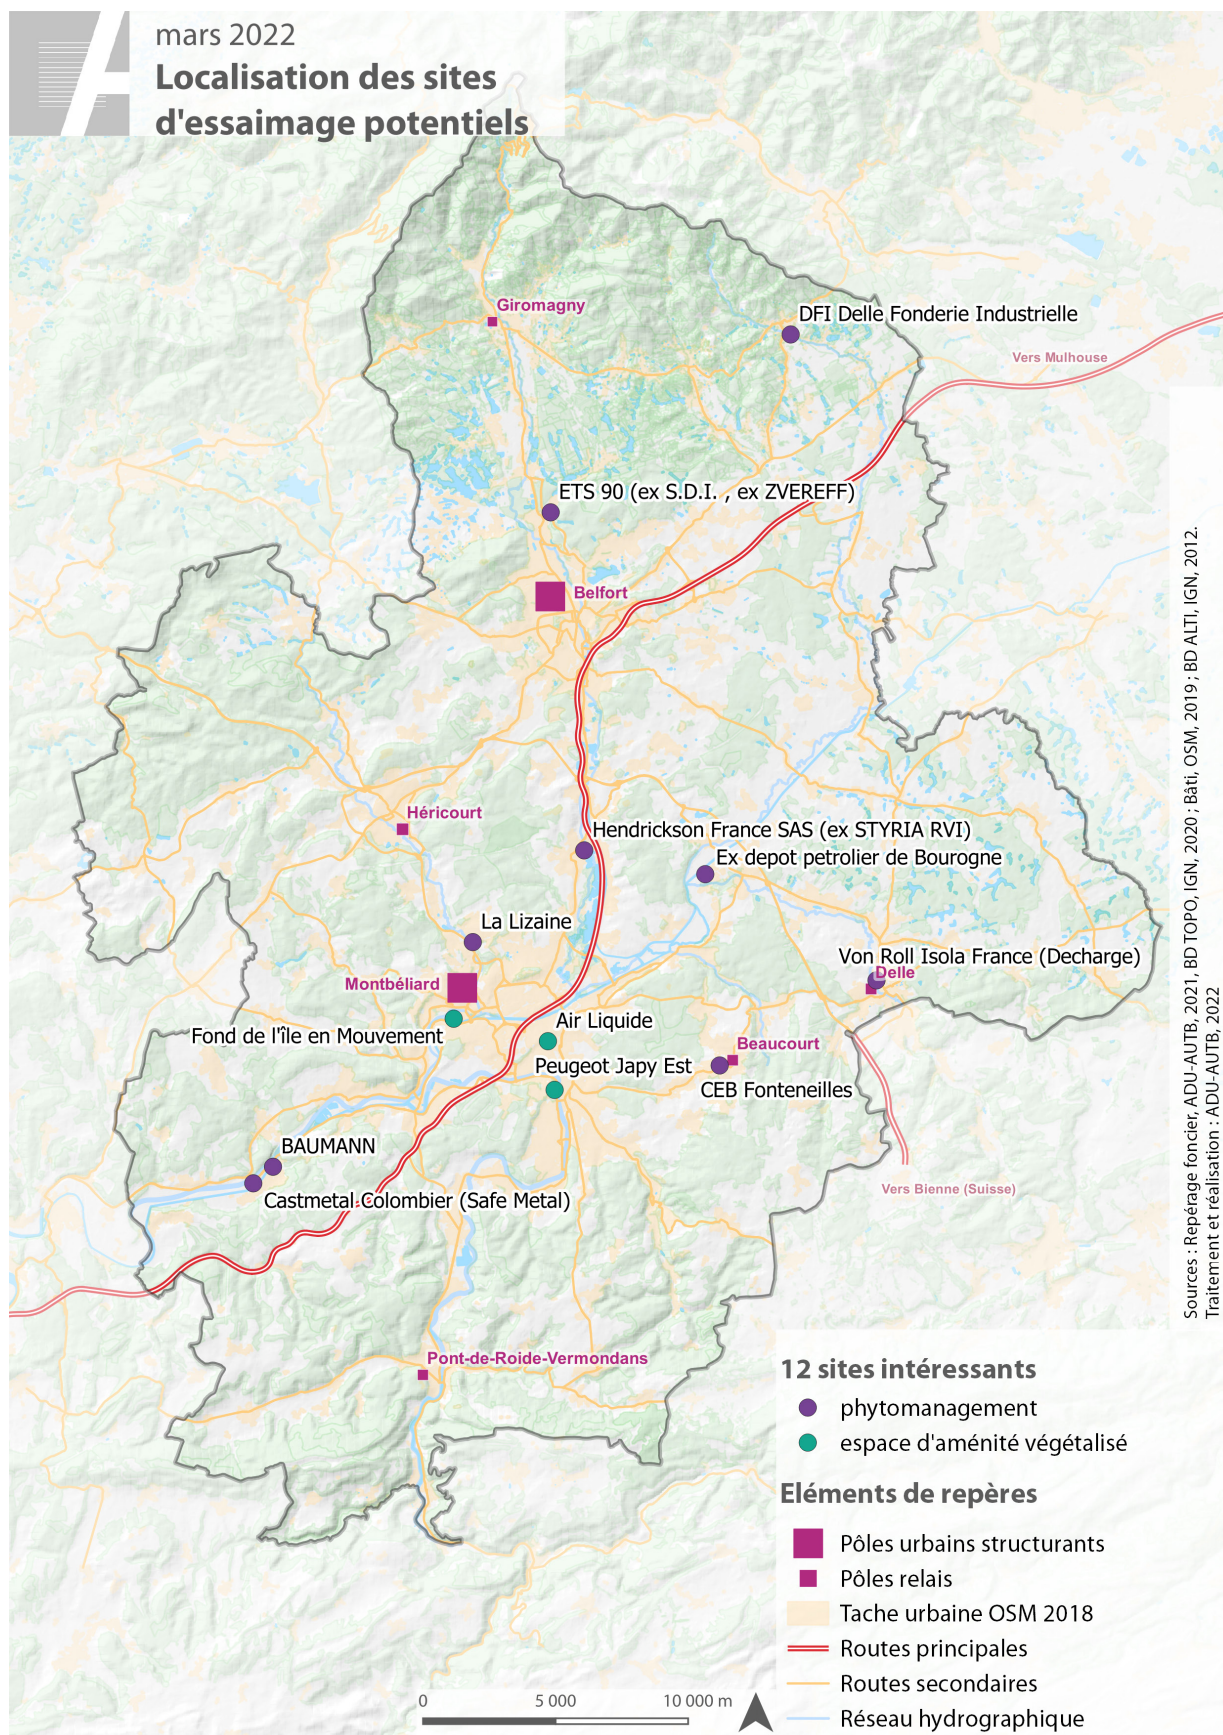 mars 2022
Localisation des sites
d'essaimage potentiels
Giromagny
DFI Delle Fonderie Industrielle
Vers Mulhouse
ETS 90 (ex S.D.I. , ex ZVEREFF)
Belfort
Héricourt
Hendrickson France SAS (ex STYRIA RVI)
Ex depot petrolier de Bourogne
La Lizaine
Von Roll Isola France (Decharge)
Delle
Montbéliard
Air Liquide
Fond de l'île en Mouvement
Beaucourt
Peugeot Japy Est
CEB Fonteneilles
BAUMANN
Castmetal Colombier (Safe Metal)
Vers Bienne (Suisse)
Pont-de-Roide-Vermondans
Sources : Repérage foncier, ADU-AUTB, 2021, BD TOPO, IGN, 2020 ; Bâti, OSM, 2019 ; BD ALTI, IGN, 2012.
Traitement et réalisation : ADU-AUTB, 2022
12 sites intéressants
phytomanagement
espace d'aménité végétalisé
Eléments de repères
Pôles urbains structurants
Pôles relais
Tache urbaine OSM 2018
Routes principales
Routes secondaires
Réseau hydrographique
0 5 000 10 000 m